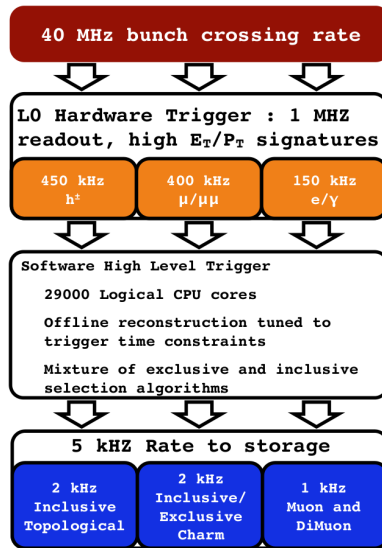 40 MHz bunch crossing rate
L0 Hardware Trigger : 1 MHZ
readout, high E_T/P_T signatures
450 kHz
h±
400 kHz
μ/μμ
150 kHz
e/γ
Software High Level Trigger
29000 Logical CPU cores
Offline reconstruction tuned to
trigger time constraints
Mixture of exclusive and inclusive
selection algorithms
5 kHZ Rate to storage
2 kHz
Inclusive
Topological
2 kHz
Inclusive/
Exclusive
Charm
1 kHz
Muon and
DiMuon